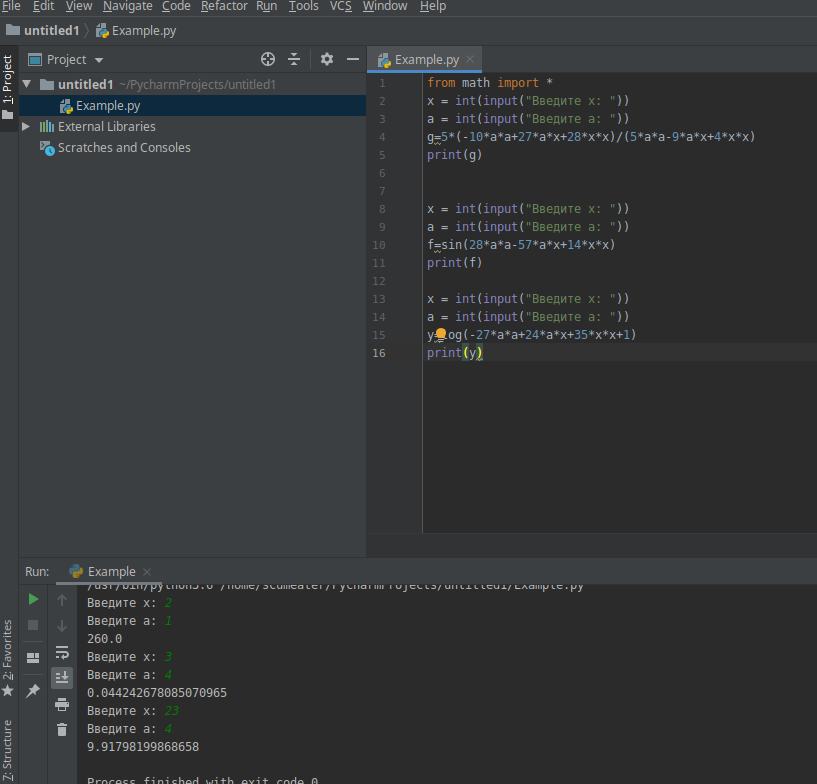 File Edit View Navigate Code Refactor Run Tools VCS Window Help
untitled1 Example.py
1: Project
Project
Example.py
untitled1 ~/PycharmProjects/untitled1
Example.py
External Libraries
Scratches and Consoles
1 from math import *
2 x = int(input("Введите x: "))
3 a = int(input("Введите a: "))
4 g=5*(-10*a*a+27*a*x+28*x*x)/(5*a*a-9*a*x+4*x*x)
5 print(g)
6
7
8 x = int(input("Введите x: "))
9 a = int(input("Введите a: "))
10 f=sin(28*a*a-57*a*x+14*x*x)
11 print(f)
12
13 x = int(input("Введите x: "))
14 a = int(input("Введите a: "))
15 y=log(-27*a*a+24*a*x+35*x*x+1)
16 print(y)
Run: Example
/usr/bin/python3.6 /home/scumeater/PycharmProjects/untitled1/Example.py
Введите x: 2
Введите a: 1
260.0
Введите x: 3
Введите a: 4
0.044242678085070965
Введите x: 23
Введите a: 4
9.91798199868658
Process finished with exit code 0
2: Favorites
7: Structure